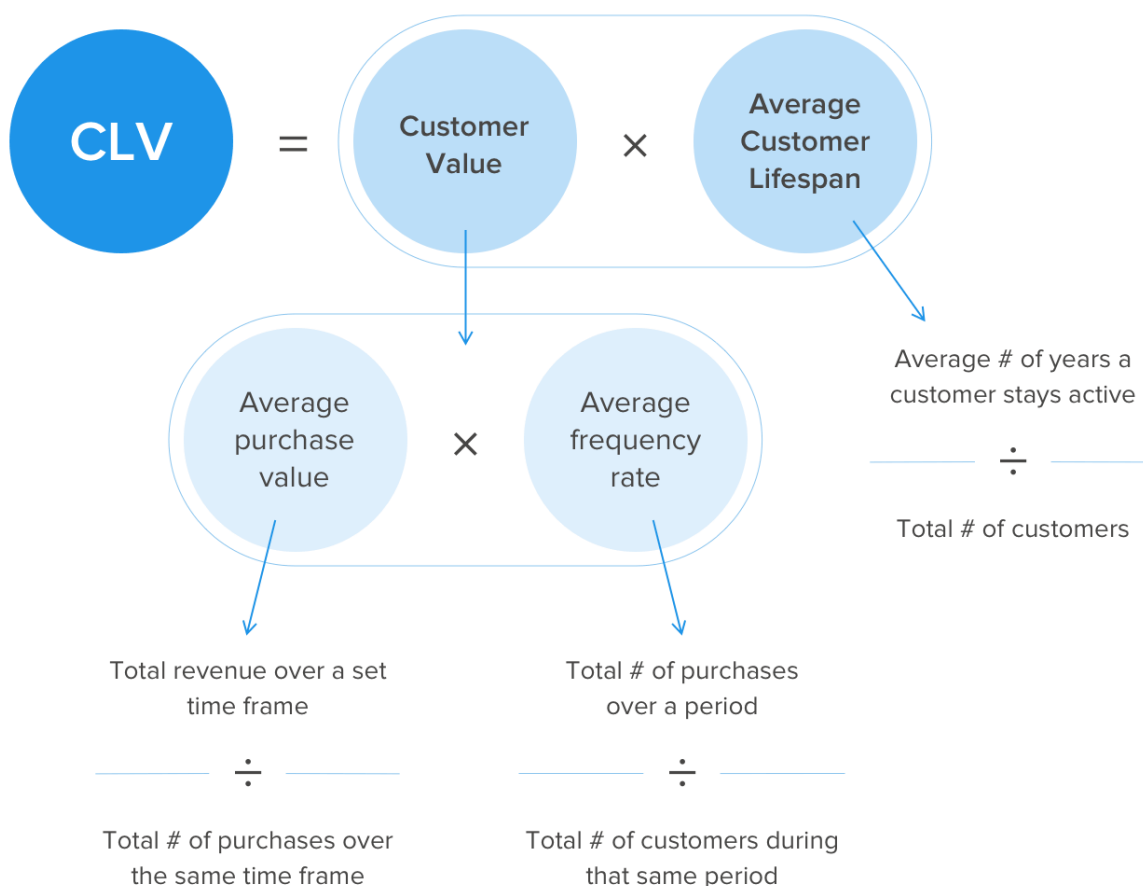 CLV
=
Customer
Value
×
Average
Customer
Lifespan
Average
purchase
value
×
Average
frequency
rate
Average # of years a
customer stays active
÷
Total # of customers
Total revenue over a set
time frame
÷
Total # of purchases over
the same time frame
Total # of purchases
over a period
÷
Total # of customers during
that same period